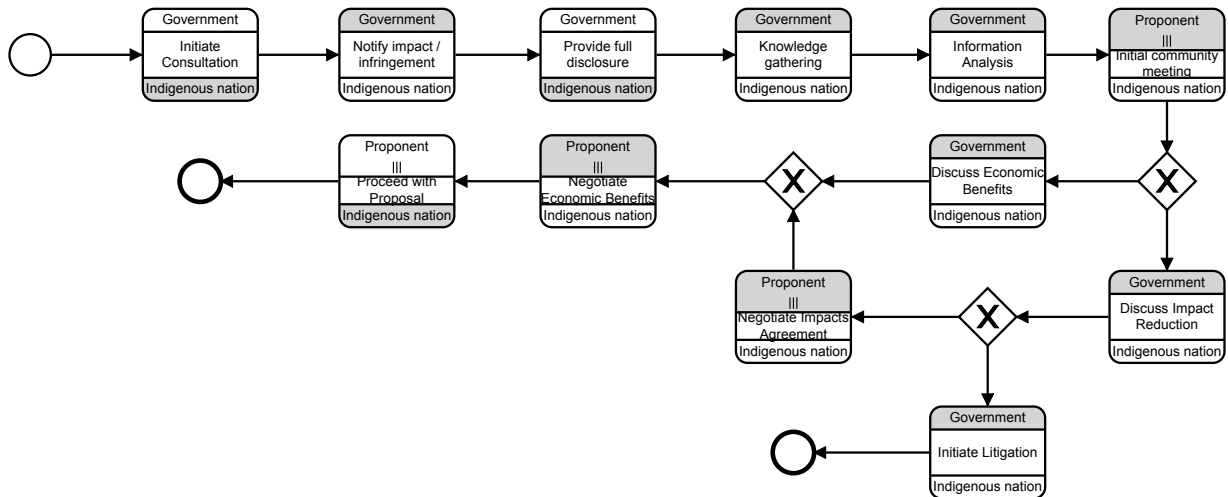 Government
Initiate
Consultation
Indigenous nation
Government
Notify impact /
infringement
Indigenous nation
Government
Provide full
disclosure
Indigenous nation
Government
Knowledge
gathering
Indigenous nation
Government
Information
Analysis
Indigenous nation
Proponent
|||
Initial community
meeting
Indigenous nation
Proponent
|||
Proceed with
Proposal
Indigenous nation
Proponent
|||
Negotiate
Economic Benefits
Indigenous nation
X
Government
Discuss Economic
Benefits
Indigenous nation
X
Proponent
|||
Negotiate Impacts
Agreement
Indigenous nation
X
Government
Discuss Impact
Reduction
Indigenous nation
Government
Initiate Litigation
Indigenous nation